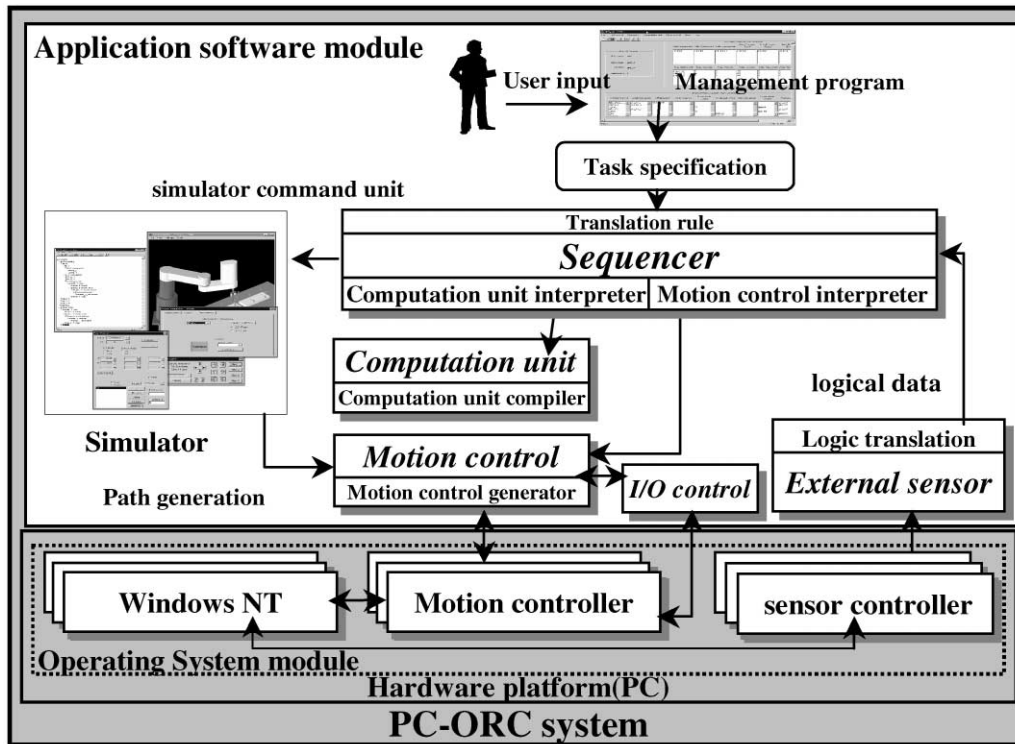 Application software module
User input
Management program
Task specification
simulator command unit
Translation rule
Sequencer
Computation unit interpreter
Motion control interpreter
Computation unit
Computation unit compiler
logical data
Simulator
Logic translation
Motion control
External sensor
Path generation
Motion control generator
I/O control
Windows NT
Motion controller
sensor controller
Operating System module
Hardware platform(PC)
PC-ORC system